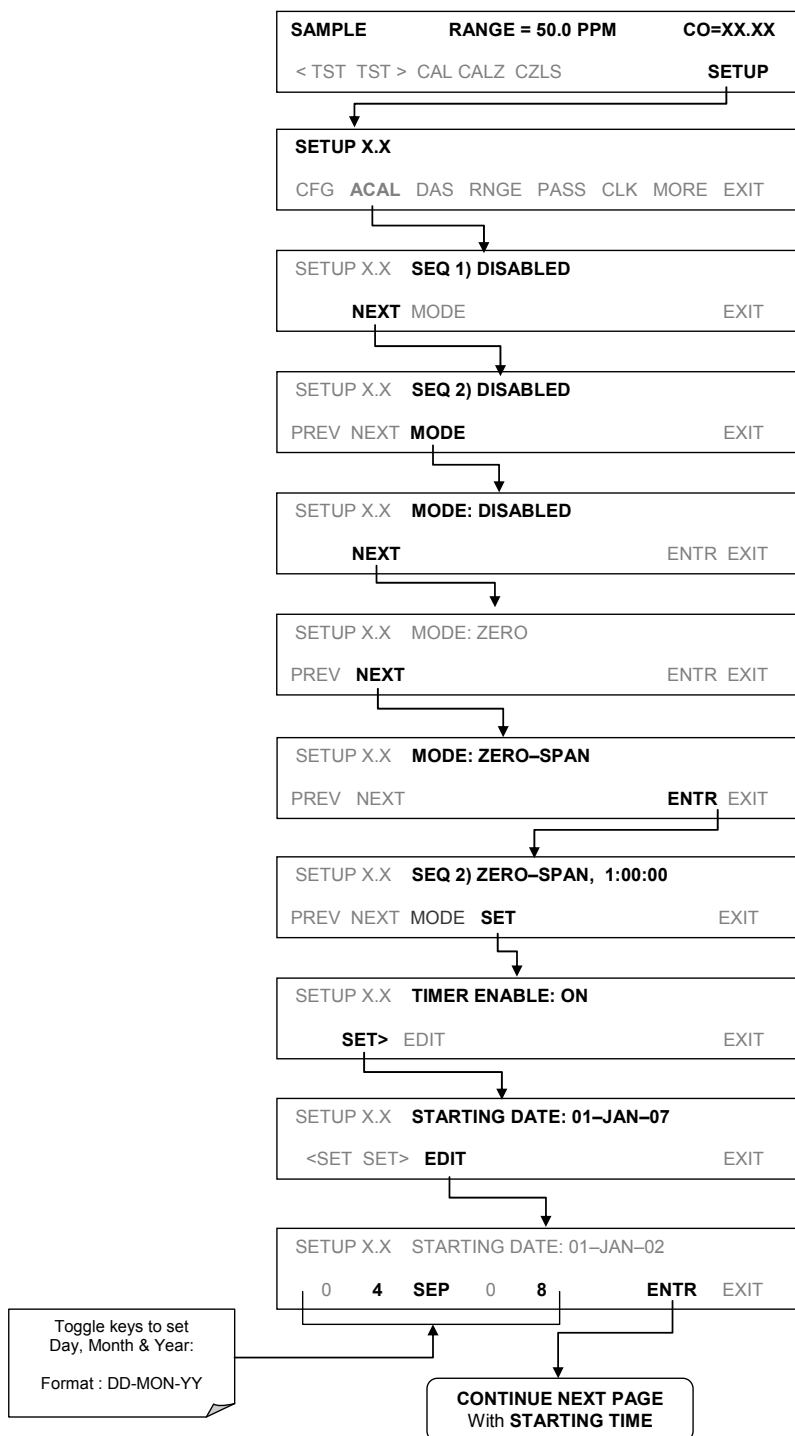 SAMPLE RANGE = 50.0 PPM CO=XX.XX
< TST TST > CAL CALZ CZLS SETUP
SETUP X.X
CFG ACAL DAS RNGE PASS CLK MORE EXIT
SETUP X.X SEQ 1) DISABLED
NEXT MODE EXIT
SETUP X.X SEQ 2) DISABLED
PREV NEXT MODE EXIT
SETUP X.X MODE: DISABLED
NEXT ENTR EXIT
SETUP X.X MODE: ZERO
PREV NEXT ENTR EXIT
SETUP X.X MODE: ZERO–SPAN
PREV NEXT ENTR EXIT
SETUP X.X SEQ 2) ZERO–SPAN, 1:00:00
PREV NEXT MODE SET EXIT
SETUP X.X TIMER ENABLE: ON
SET> EDIT EXIT
SETUP X.X STARTING DATE: 01–JAN–07
<SET SET> EDIT EXIT
SETUP X.X STARTING DATE: 01–JAN–02
0 4 SEP 0 8 ENTR EXIT
Toggle keys to set
Day, Month & Year:
Format : DD-MON-YY
CONTINUE NEXT PAGE
With STARTING TIME